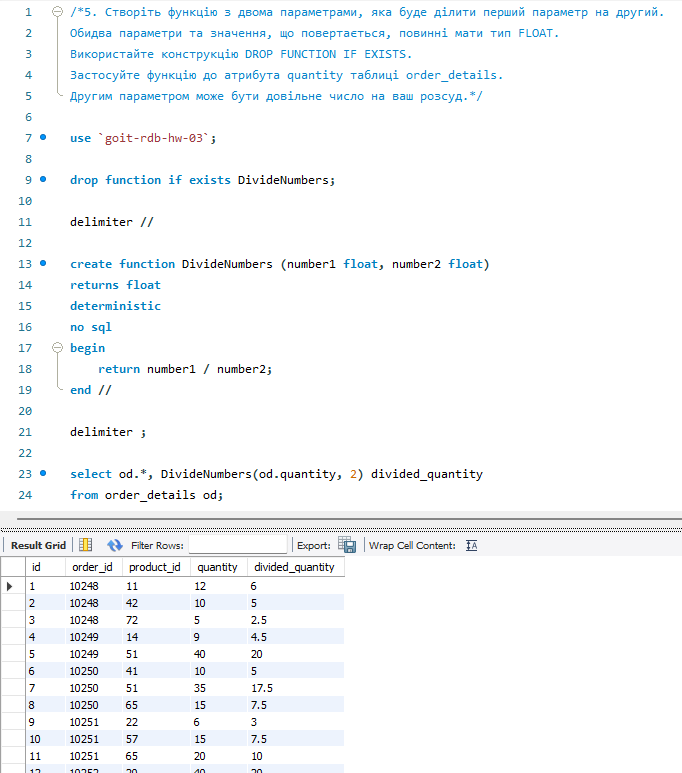 1 /*5. Створіть функцію з двома параметрами, яка буде ділити перший параметр на другий.
2 Обидва параметри та значення, що повертається, повинні мати тип FLOAT.
3 Використайте конструкцію DROP FUNCTION IF EXISTS.
4 Застосуйте функцію до атрибута quantity таблиці order_details.
5 Другим параметром може бути довільне число на ваш розсуд.*/
6
7 use `goit-rdb-hw-03`;
8
9 drop function if exists DivideNumbers;
10
11 delimiter //
12
13 create function DivideNumbers (number1 float, number2 float)
14 returns float
15 deterministic
16 no sql
17 begin
18 return number1 / number2;
19 end //
20
21 delimiter ;
22
23 select od.*, DivideNumbers(od.quantity, 2) divided_quantity
24 from order_details od;
Result Grid Filter Rows: Export: Wrap Cell Content:
id order_id product_id quantity divided_quantity
1 10248 11 12 6
2 10248 42 10 5
3 10248 72 5 2.5
4 10249 14 9 4.5
5 10249 51 40 20
6 10250 41 10 5
7 10250 51 35 17.5
8 10250 65 15 7.5
9 10251 22 6 3
10 10251 57 15 7.5
11 10251 65 20 10